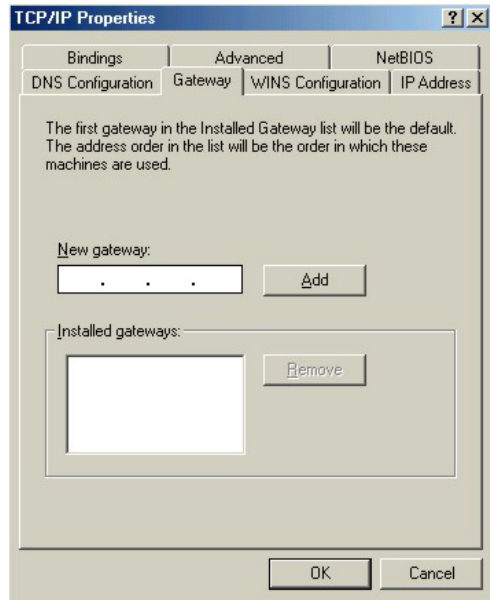 TCP/IP Properties
? ×
Bindings Advanced NetBIOS
DNS Configuration Gateway WINS Configuration IP Address
The first gateway in the Installed Gateway list will be the default.
The address order in the list will be the order in which these
machines are used.
New gateway:
. . .
Add
Installed gateways:
Remove
OK Cancel